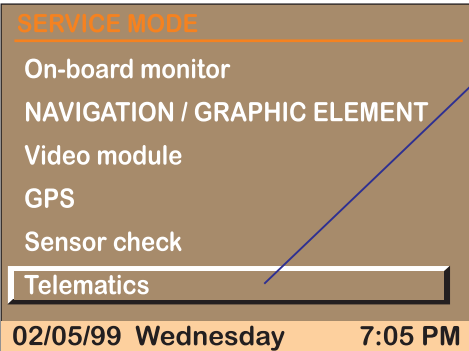 SERVICE MODE
On-board monitor
NAVIGATION / GRAPHIC ELEMENT
Video module
GPS
Sensor check
Telematics
02/05/99 Wednesday 7:05 PM